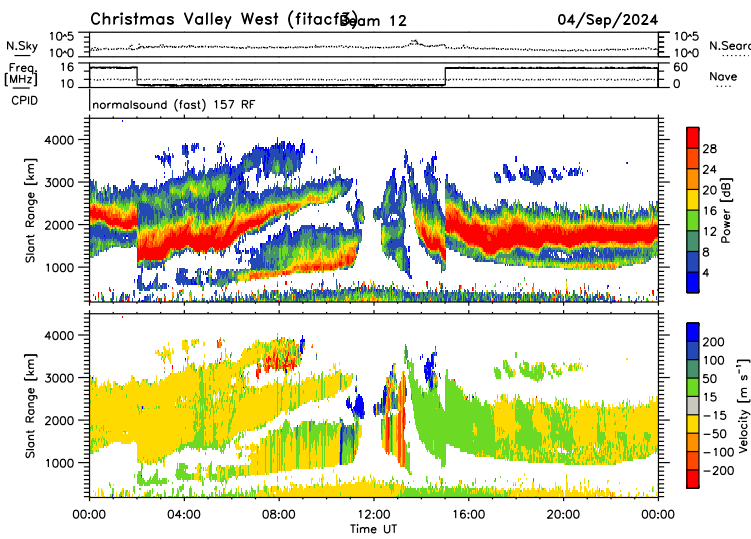 Christmas Valley West (fitacf3) Beam 12 04/Sep/2024
N.Sky 10^5 10^0 10^5 10^0 N.Sear
Freq [MHz] 16 10 60 0 Nave
CPID normalsound (fast) 157 RF
Slant Range [km] 4000 3000 2000 1000
Power [dB] 28 24 20 16 12 8 4
Slant Range [km] 4000 3000 2000 1000
Velocity [m s⁻¹] 200 100 50 15 -15 -50 -100 -200
00:00 04:00 08:00 12:00 16:00 20:00 00:00
Time UT